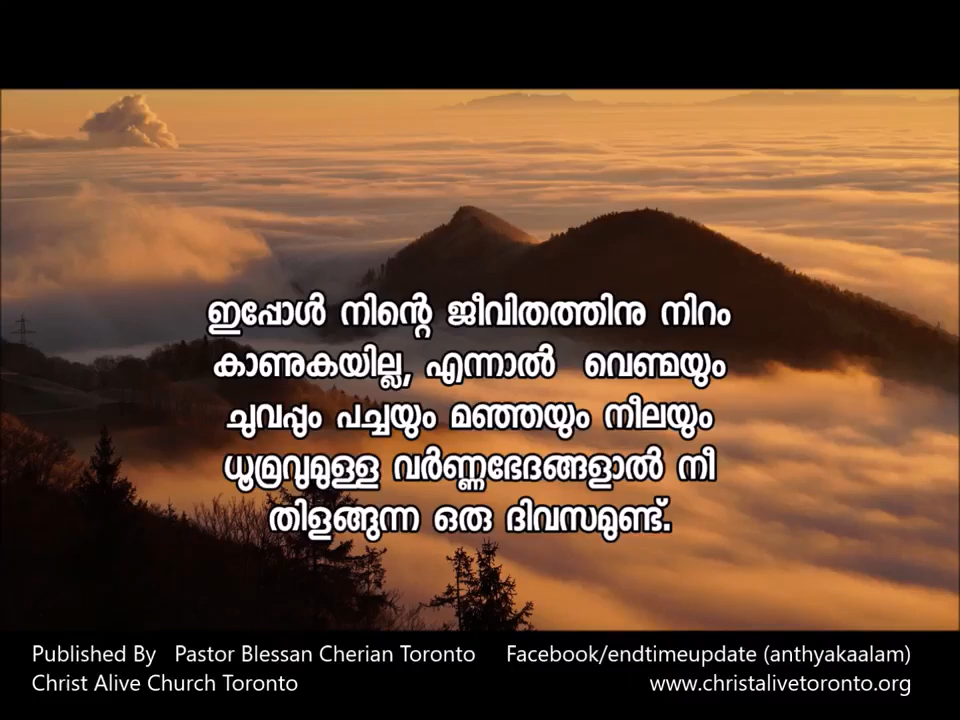 ഇപ്പോൾ നിന്റെ ജീവിതത്തിനു നിറം
കാണുകയില്ല, എന്നാൽ വെണ്മയും
ചുവപ്പും പച്ചയും മഞ്ഞയും നീലയും
ധൂമ്രവുമുള്ള വർണ്ണഭേദങ്ങളാൽ നീ
തിളങ്ങുന്ന ഒരു ദിവസമുണ്ട്.
Published By Pastor Blessan Cherian Toronto Facebook/endtimeupdate (anthyakaalam)
Christ Alive Church Toronto www.christalivetoronto.org